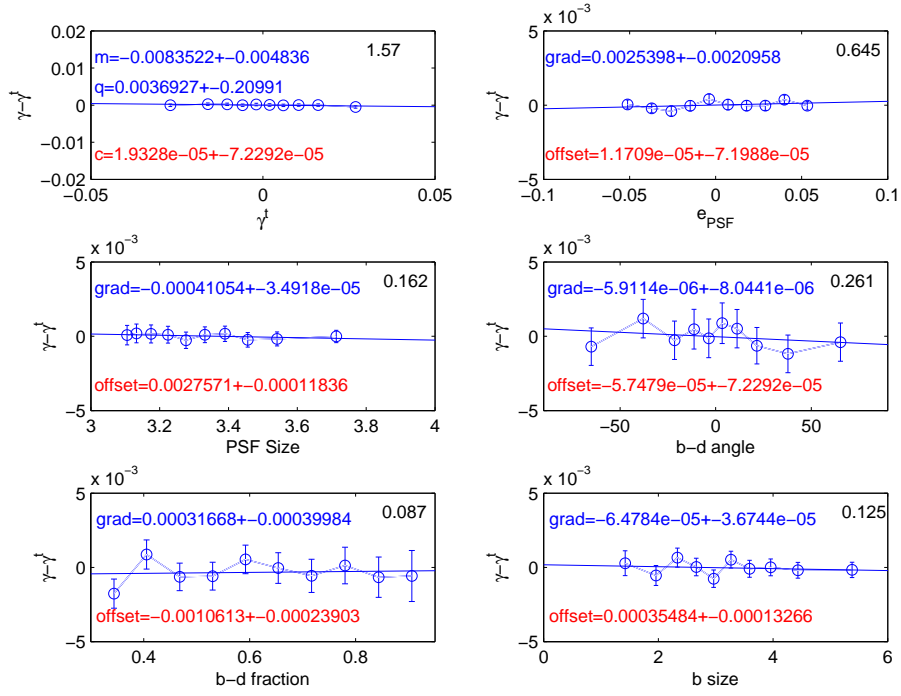 0.02
0.01
0
−0.01
−0.02
γ−γᵗ
m=−0.0083522+−0.004836
1.57
q=0.0036927+−0.20991
c=1.9328e−05+−7.2292e−05
−0.05
0
0.05
γᵗ
x 10⁻³
5
0
−5
γ−γᵗ
grad=0.0025398+−0.0020958
0.645
offset=1.1709e−05+−7.1988e−05
−0.1
−0.05
0
0.05
0.1
e_PSF
x 10⁻³
5
0
−5
γ−γᵗ
grad=−0.00041054+−3.4918e−05
0.162
offset=0.0027571+−0.00011836
3
3.2
3.4
3.6
3.8
4
PSF Size
x 10⁻³
5
0
−5
γ−γᵗ
grad=−5.9114e−06+−8.0441e−06
0.261
offset=−5.7479e−05+−7.2292e−05
−50
0
50
b−d angle
x 10⁻³
5
0
−5
γ−γᵗ
grad=0.00031668+−0.00039984
0.087
offset=−0.0010613+−0.00023903
0.4
0.6
0.8
b−d fraction
x 10⁻³
5
0
−5
γ−γᵗ
grad=−6.4784e−05+−3.6744e−05
0.125
offset=0.00035484+−0.00013266
0
2
4
6
b size